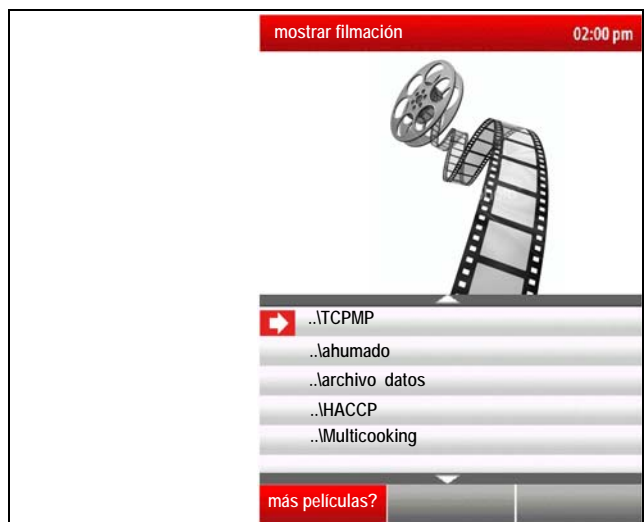 mostrar filmación 02:00 pm
..\TCPMP
..\ahumado
..\archivo datos
..\HACCP
..\Multicooking
más películas?